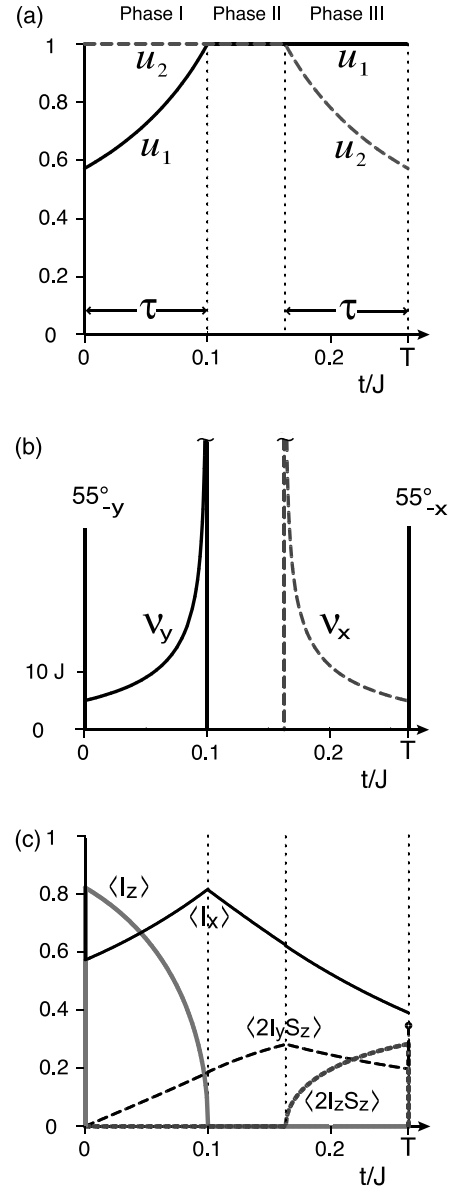 (a) Phase I Phase II Phase III
1
u₂ u₁
0.8
u₁ u₂
0.6
0.4
0.2
τ τ
0
0 0.1 0.2 T
t/J
(b)
55°₋y 55°₋x
νy νx
10 J
0
0 0.1 0.2 T
t/J
(c)
1
⟨Iz⟩
0.8
⟨Ix⟩
0.6
0.4
⟨2IySz⟩
0.2
⟨2IzSz⟩
0
0 0.1 0.2 T
t/J